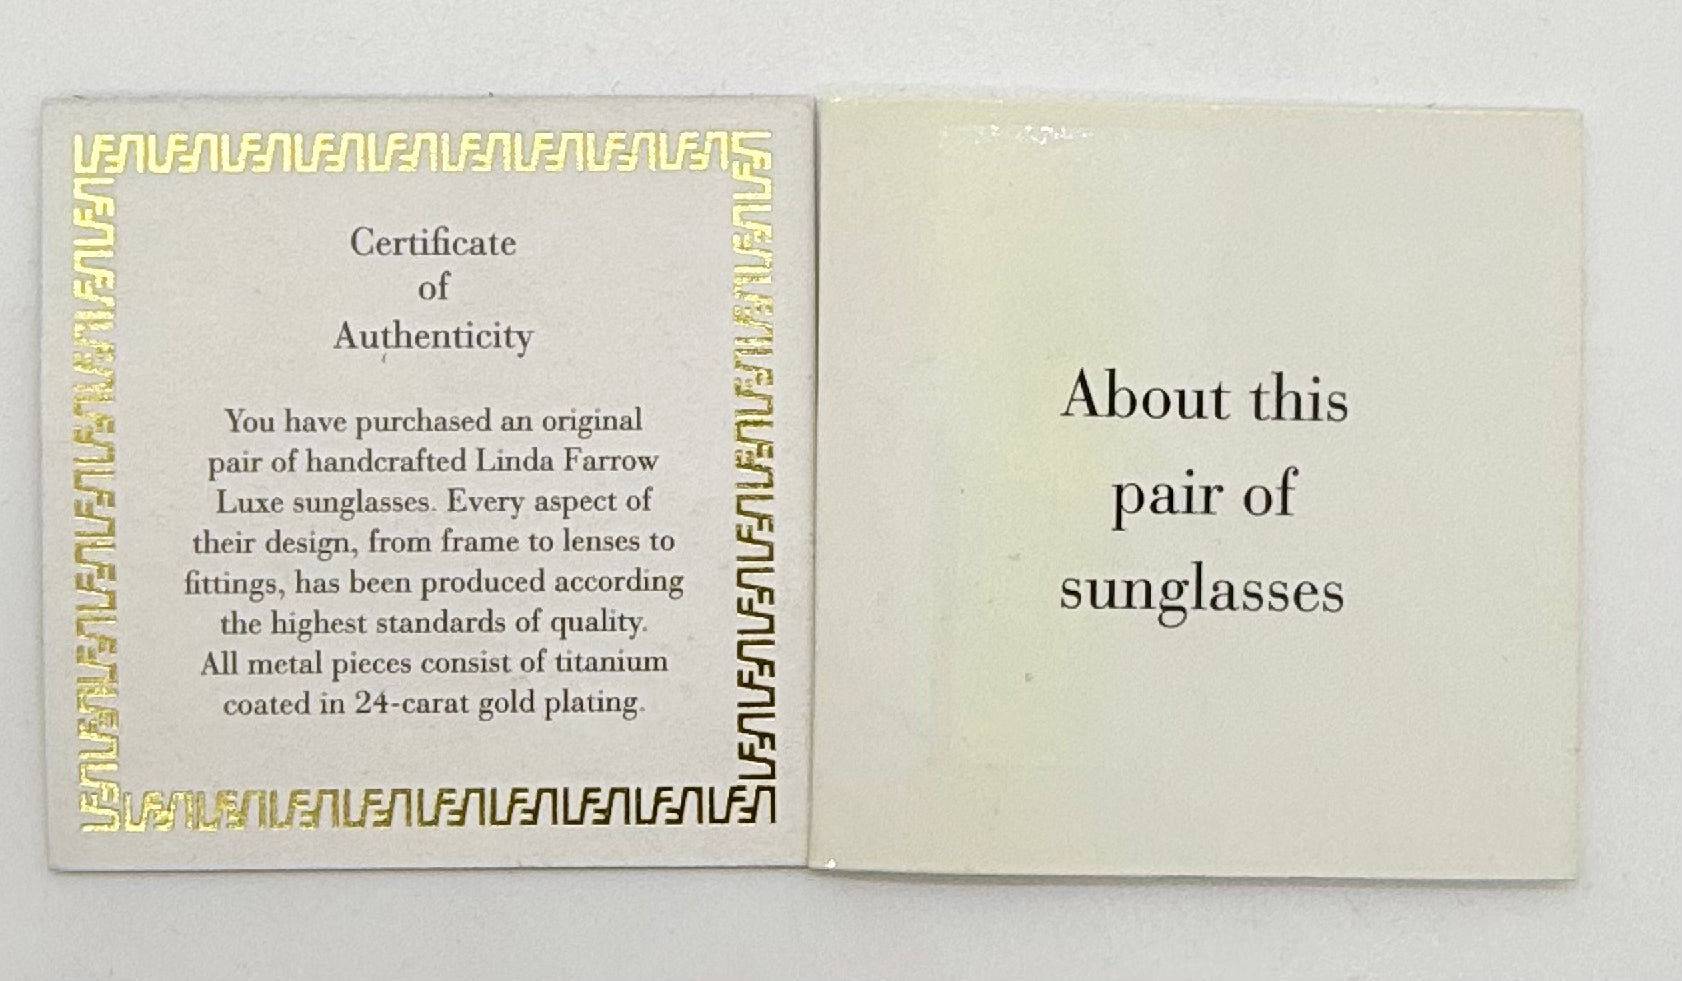 Certificate
of
Authenticity
You have purchased an original
pair of handcrafted Linda Farrow
Luxe sunglasses. Every aspect of
their design, from frame to lenses to
fittings, has been produced according
the highest standards of quality.
All metal pieces consist of titanium
coated in 24-carat gold plating.
About this
pair of
sunglasses